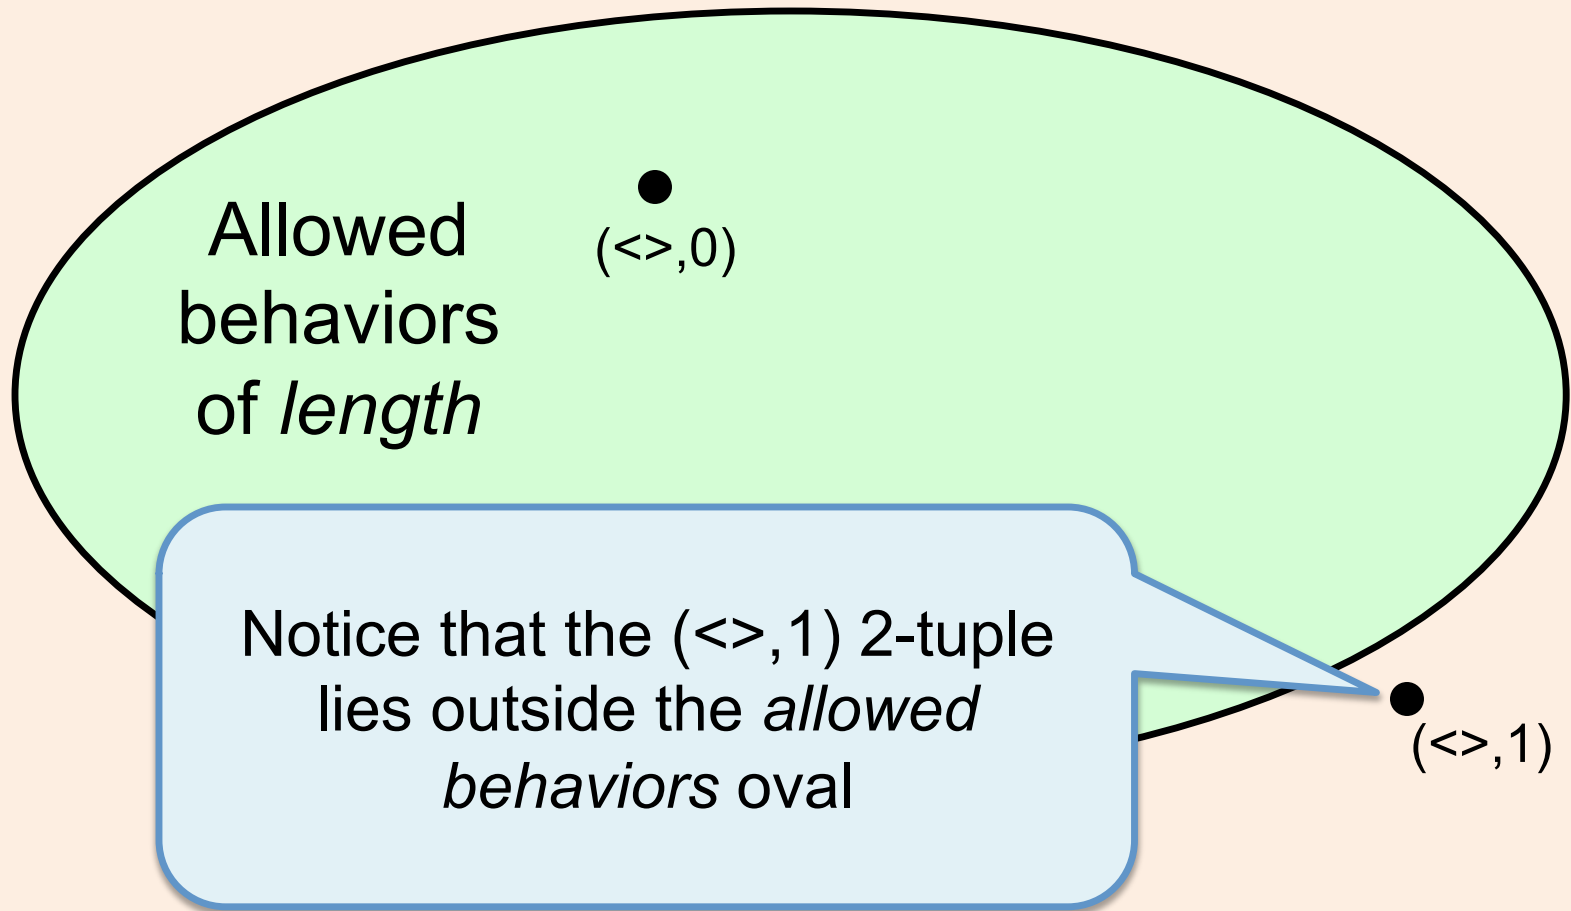 Allowed
behaviors
of length
(<>,0)
Notice that the (<>,1) 2-tuple
lies outside the allowed
behaviors oval
(<>,1)